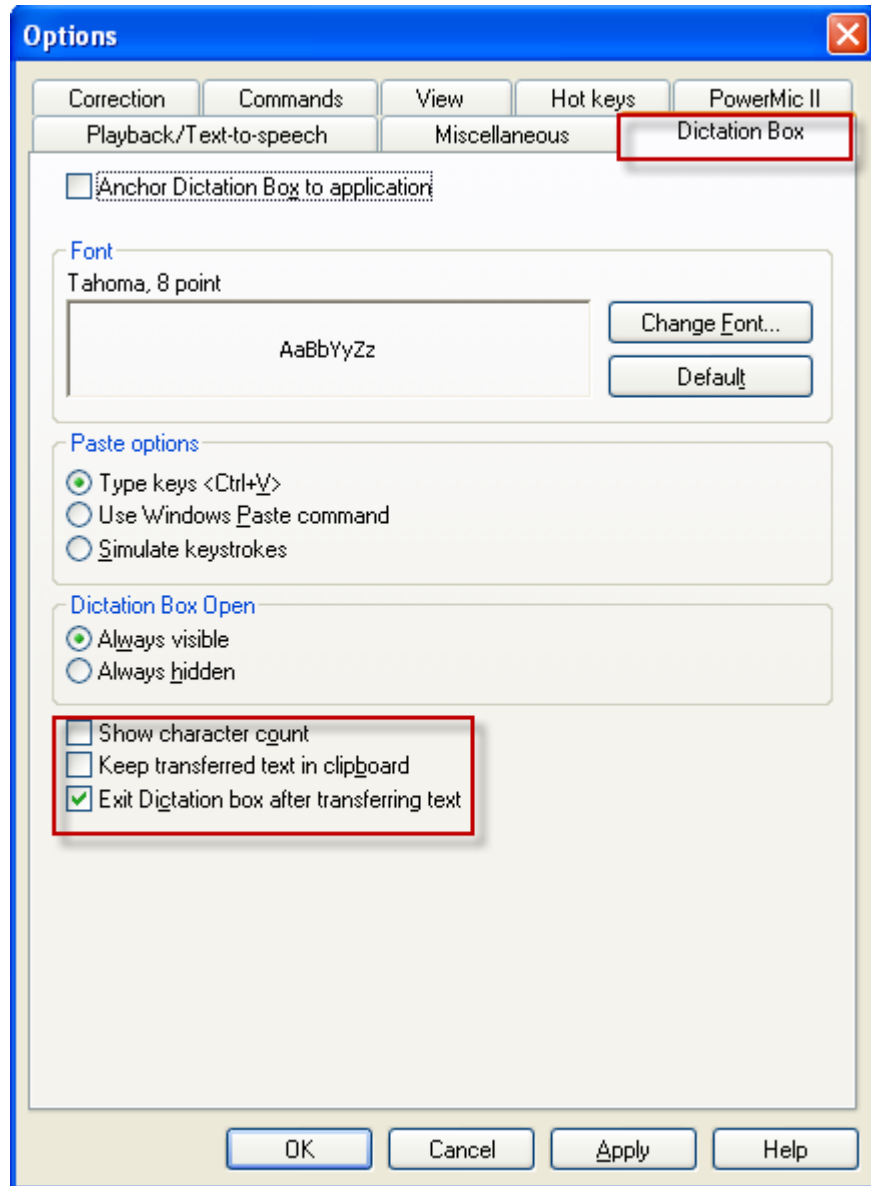 Options
Correction Commands View Hot keys PowerMic II
Playback/Text-to-speech Miscellaneous Dictation Box
Anchor Dictation Box to application
Font
Tahoma, 8 point
AaBbYyZz
Change Font...
Default
Paste options
Type keys <Ctrl+V>
Use Windows Paste command
Simulate keystrokes
Dictation Box Open
Always visible
Always hidden
Show character count
Keep transferred text in clipboard
Exit Dictation box after transferring text
OK Cancel Apply Help